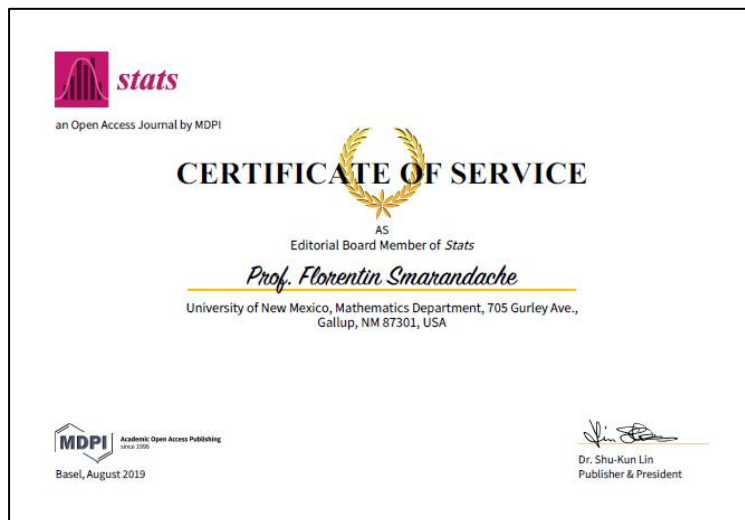 stats
an Open Access Journal by MDPI
CERTIFICATE OF SERVICE
AS
Editorial Board Member of Stats
Prof. Florentin Smarandache
University of New Mexico, Mathematics Department, 705 Gurley Ave.,
Gallup, NM 87301, USA
MDPI
Academic Open Access Publishing
since 1996
Basel, August 2019
Dr. Shu-Kun Lin
Publisher & President